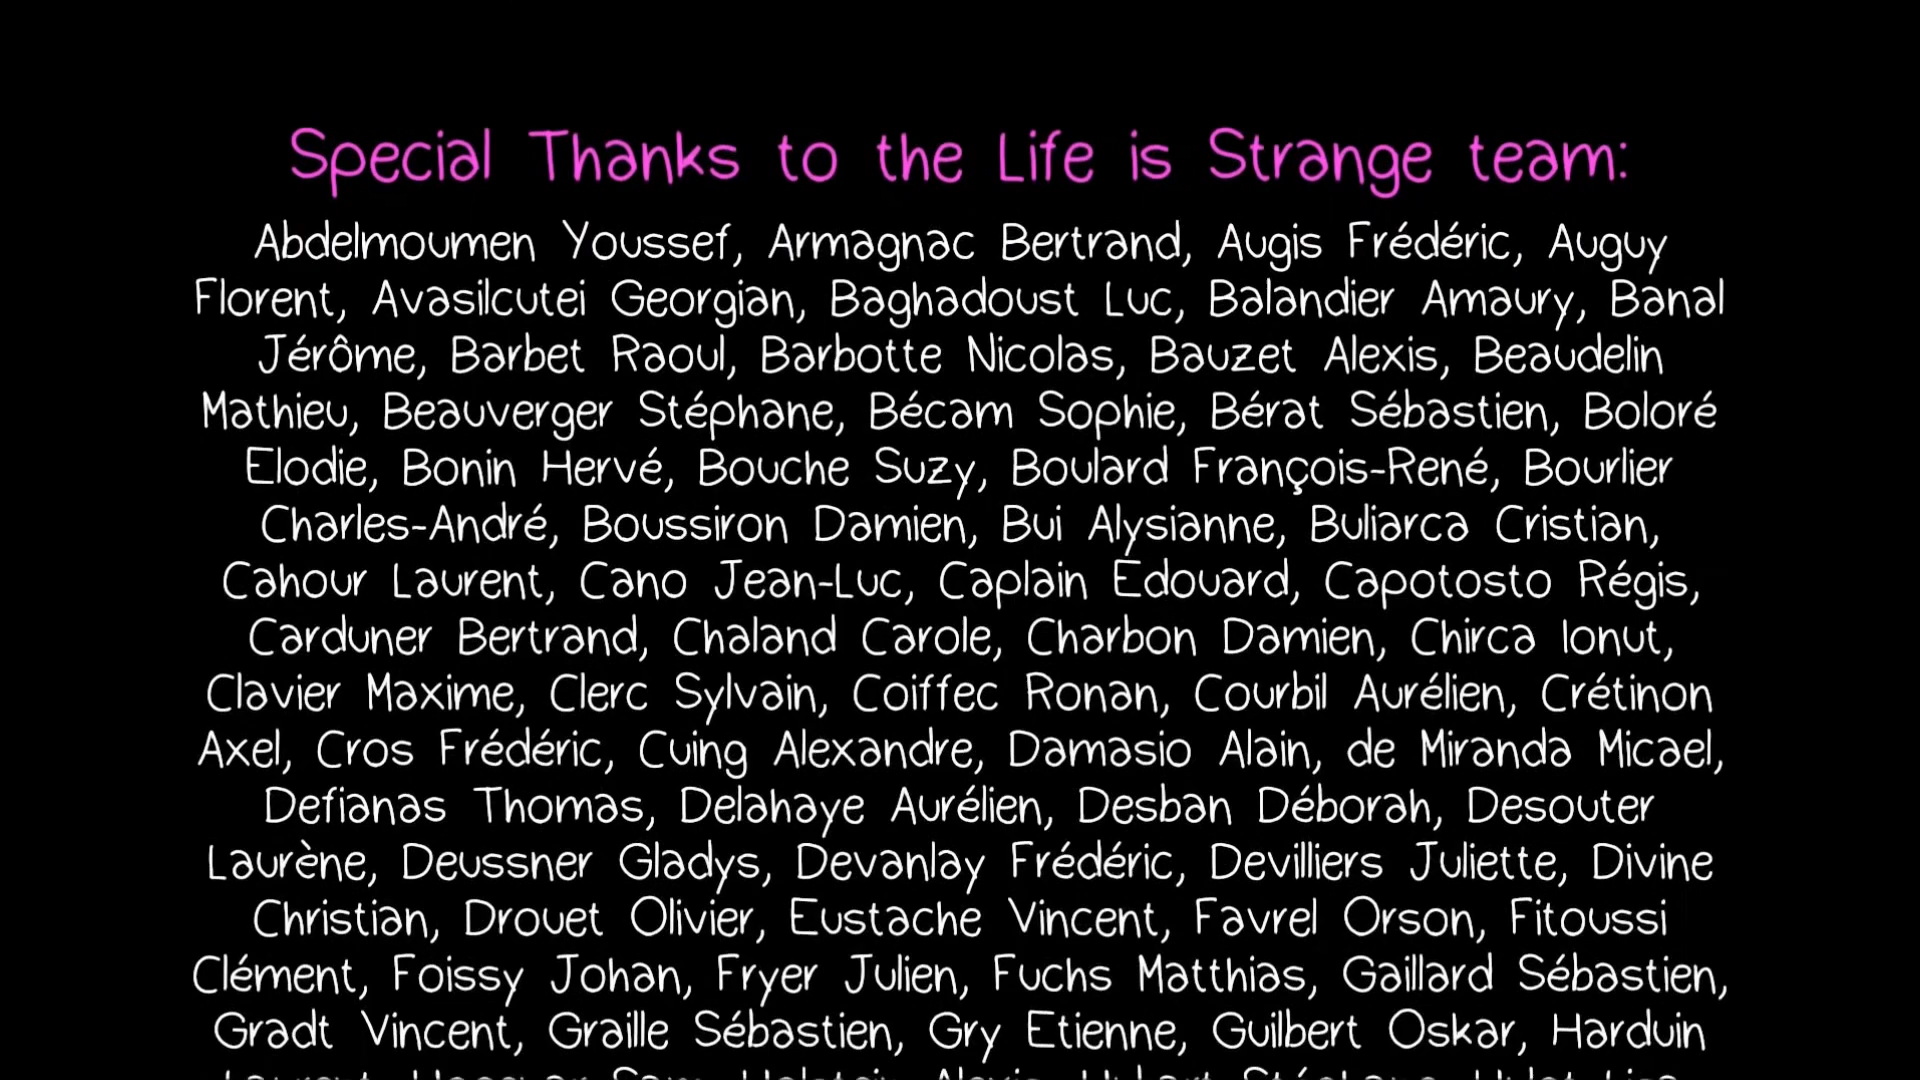 Special Thanks to the Life is Strange team:
Abdelmoumen Youssef, Armagnac Bertrand, Augis Frédéric, Auguy
Florent, Avasilcutei Georgian, Baghadoust Luc, Balandier Amaury, Banal
Jérôme, Barbet Raoul, Barbotte Nicolas, Bauzet Alexis, Beaudelin
Mathieu, Beauverger Stéphane, Bécam Sophie, Bérat Sébastien, Boloré
Elodie, Bonin Hervé, Bouche Suzy, Boulard François-René, Bourlier
Charles-André, Boussiron Damien, Bui Alysianne, Buliarca Cristian,
Cahour Laurent, Cano Jean-Luc, Caplain Edouard, Capotosto Régis,
Carduner Bertrand, Chaland Carole, Charbon Damien, Chirca Ionut,
Clavier Maxime, Clerc Sylvain, Coiffec Ronan, Courbil Aurélien, Crétinon
Axel, Cros Frédéric, Cuing Alexandre, Damasio Alain, de Miranda Micael,
Defianas Thomas, Delahaye Aurélien, Desban Déborah, Desouter
Laurène, Deussner Gladys, Devanlay Frédéric, Devilliers Juliette, Divine
Christian, Drouet Olivier, Eustache Vincent, Favrel Orson, Fitoussi
Clément, Foissy Johan, Fryer Julien, Fuchs Matthias, Gaillard Sébastien,
Gradt Vincent, Graille Sébastien, Gry Etienne, Guilbert Oskar, Harduin